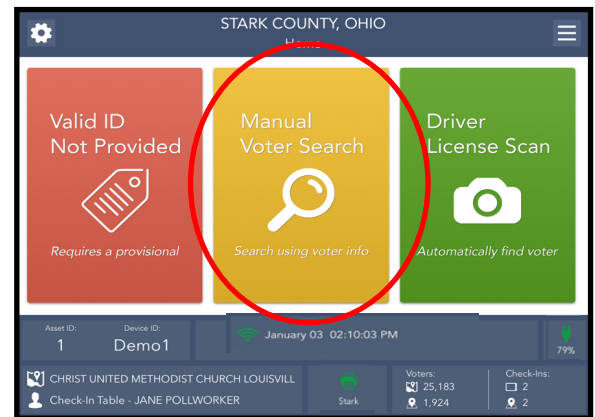 STARK COUNTY, OHIO
Home
Valid ID
Not Provided
Requires a provisional
Manual
Voter Search
Search using voter info
Driver
License Scan
Automatically find voter
Asset ID:
1
Device ID:
Demo1
January 03 02:10:03 PM
79%
CHRIST UNITED METHODIST CHURCH LOUISVILL
Check-In Table - JANE POLLWORKER
Stark
Voters:
25,183
1,924
Check-Ins:
2
2